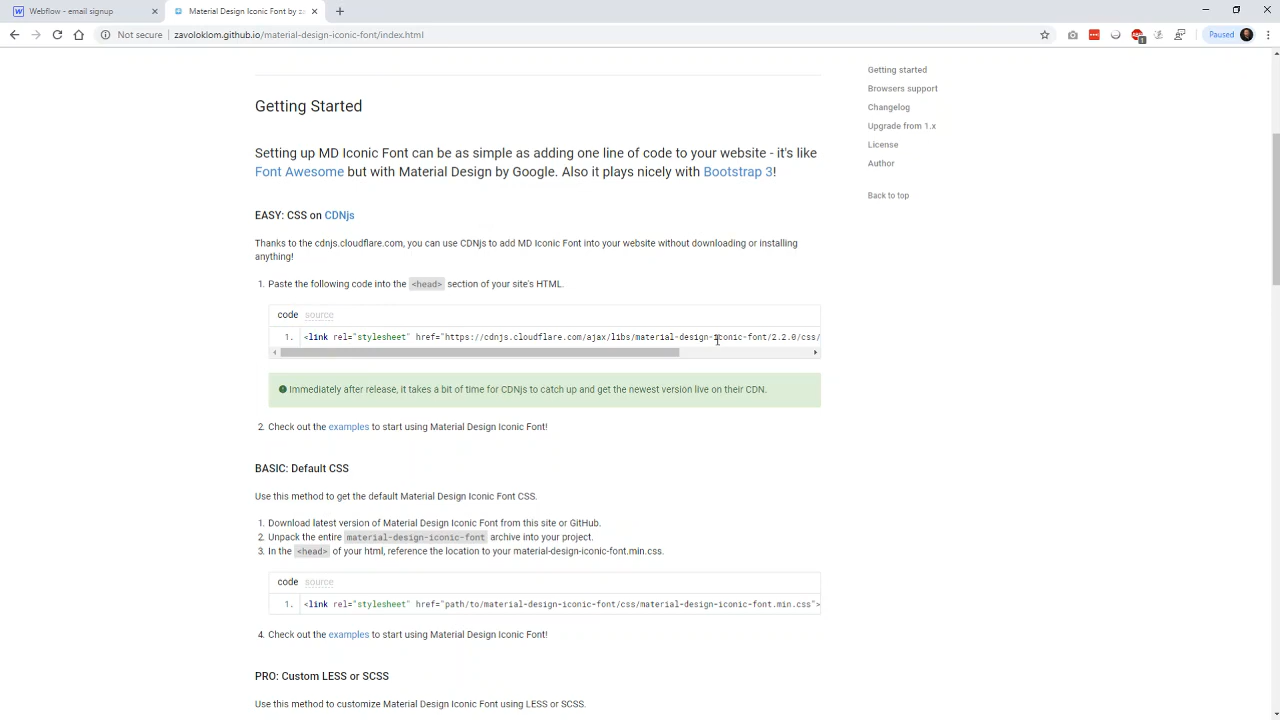 Webflow - email signup
Material Design Iconic Font by z
Not secure
zavoloklom.github.io/material-design-iconic-font/index.html
1
Paused
Getting started
Browsers support
Changelog
Upgrade from 1.x
License
Author
Back to top
Getting Started
Setting up MD Iconic Font can be as simple as adding one line of code to your website - it's like
Font Awesome but with Material Design by Google. Also it plays nicely with Bootstrap 3!
EASY: CSS on CDNjs
Thanks to the cdnjs.cloudflare.com, you can use CDNjs to add MD Iconic Font into your website without downloading or installing
anything!
1. Paste the following code into the <head> section of your site's HTML.
code source
1. <link rel="stylesheet" href="https://cdnjs.cloudflare.com/ajax/libs/material-design-iconic-font/2.2.0/css/
Immediately after release, it takes a bit of time for CDNjs to catch up and get the newest version live on their CDN.
2. Check out the examples to start using Material Design Iconic Font!
BASIC: Default CSS
Use this method to get the default Material Design Iconic Font CSS.
1. Download latest version of Material Design Iconic Font from this site or GitHub.
2. Unpack the entire material-design-iconic-font archive into your project.
3. In the <head> of your html, reference the location to your material-design-iconic-font.min.css.
code source
1. <link rel="stylesheet" href="path/to/material-design-iconic-font/css/material-design-iconic-font.min.css">
4. Check out the examples to start using Material Design Iconic Font!
PRO: Custom LESS or SCSS
Use this method to customize Material Design Iconic Font using LESS or SCSS.